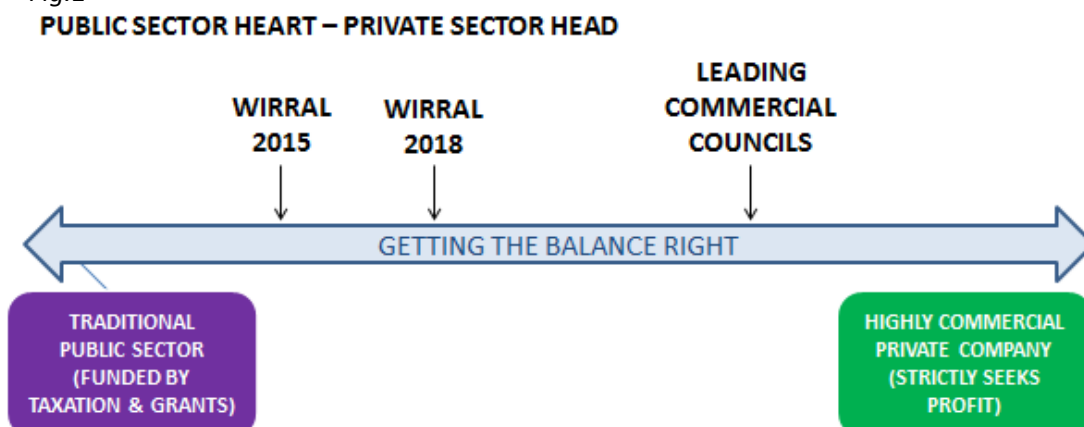 PUBLIC SECTOR HEART – PRIVATE SECTOR HEAD
WIRRAL
2015
WIRRAL
2018
LEADING
COMMERCIAL
COUNCILS
GETTING THE BALANCE RIGHT
TRADITIONAL
PUBLIC SECTOR
(FUNDED BY
TAXATION & GRANTS)
HIGHLY COMMERCIAL
PRIVATE COMPANY
(STRICTLY SEEKS
PROFIT)